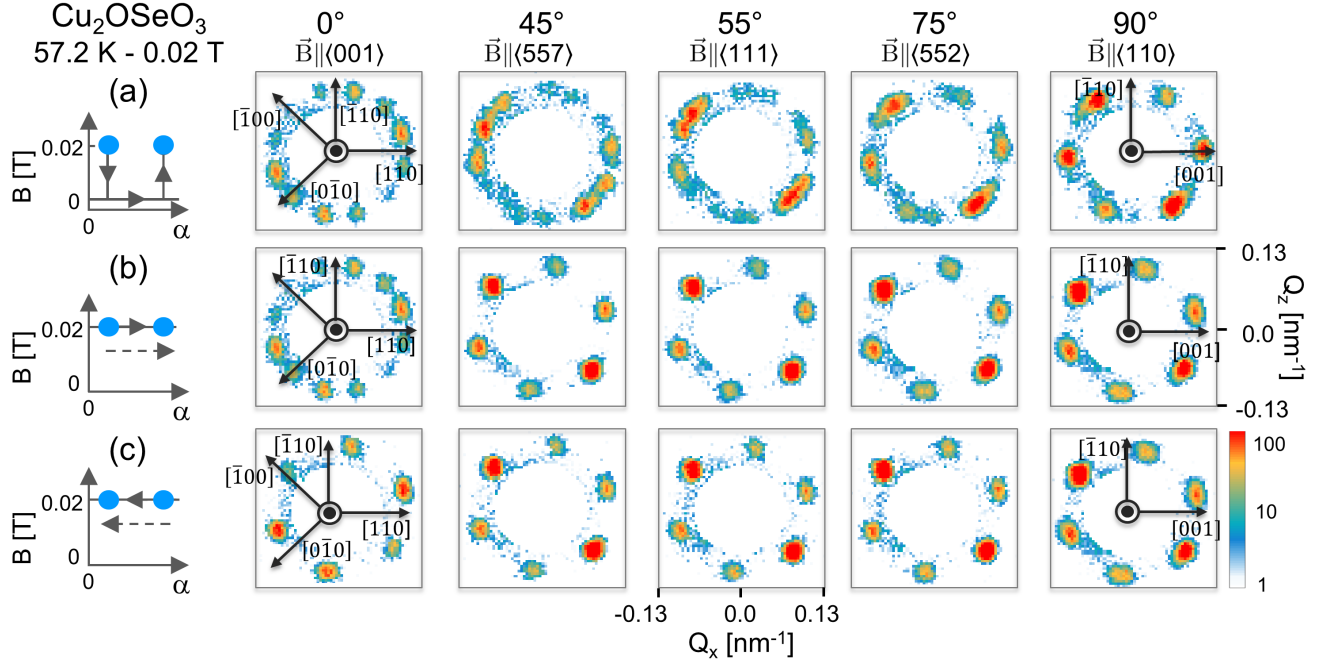 Cu₂OSeO₃
57.2 K - 0.02 T
0° 45° 55° 75° 90°
B⃗||⟨001⟩ B⃗||⟨557⟩ B⃗||⟨111⟩ B⃗||⟨552⟩ B⃗||⟨110⟩
(a)
B [T]
0.02
0
0
α
[1̅00]
[1̅10]
[110]
[01̅0]
[1̅10]
[001]
(b)
B [T]
0.02
0
0
α
[1̅10]
[110]
[01̅0]
[1̅10]
[001]
0.13
0.0
-0.13
Q_z [nm⁻¹]
(c)
B [T]
0.02
0
0
α
[1̅10]
[1̅00]
[110]
[01̅0]
[1̅10]
[001]
100
10
1
-0.13 0.0 0.13
Qₓ [nm⁻¹]